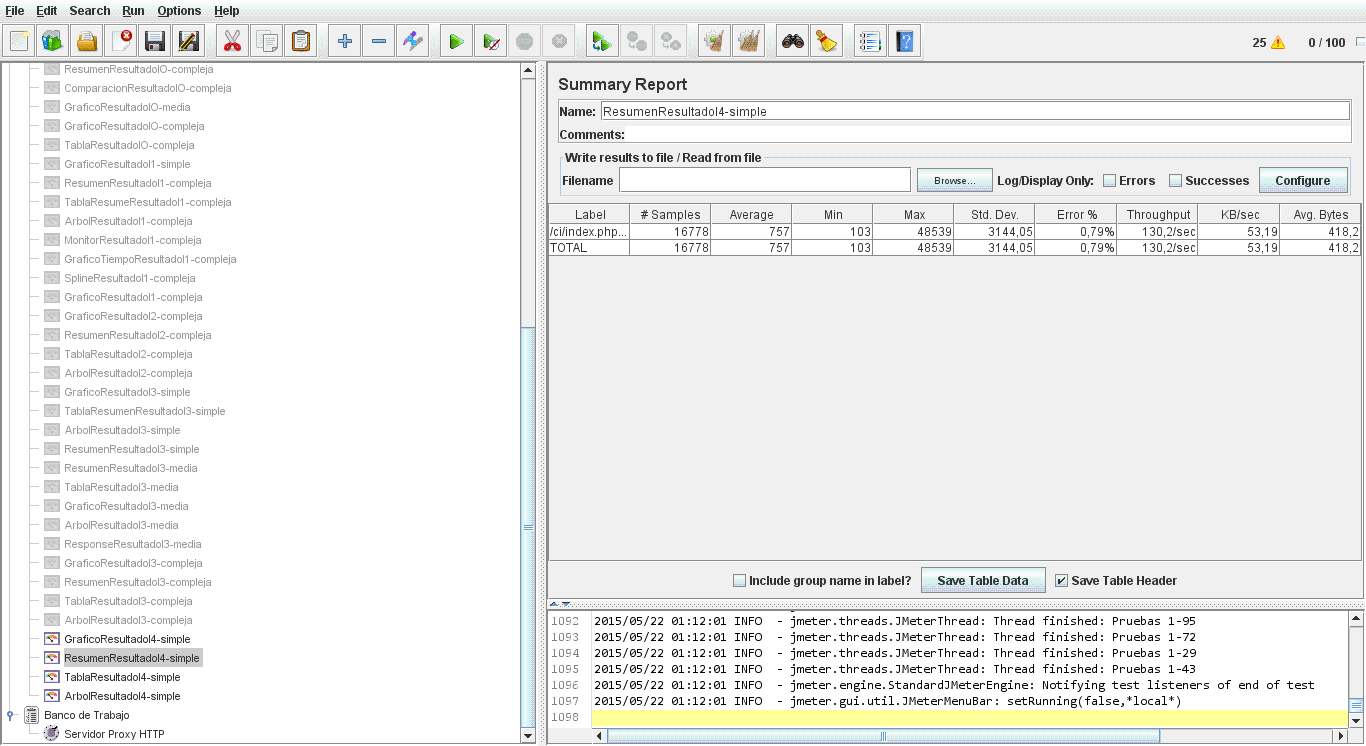 File Edit Search Run Options Help
25 0 / 100
ResumenResultadoIO-compleja
ComparacionResultadoIO-compleja
GraficoResultadoIO-media
GraficoResultadoIO-compleja
TablaResultadoIO-compleja
GraficoResultadoI1-simple
ResumenResultadoI1-compleja
TablaResumeResultadoI1-compleja
ArbolResultadoI1-compleja
MonitorResultadoI1-compleja
GraficoTiempoResultadoI1-compleja
SplineResultadoI1-compleja
GraficoResultadoI1-compleja
GraficoResultadoI2-compleja
ResumenResultadoI2-compleja
TablaResultadoI2-compleja
ArbolResultadoI2-compleja
GraficoResultadoI3-simple
TablaResumenResultadoI3-simple
ArbolResultadoI3-simple
ResumenResultadoI3-simple
ResumenResultadoI3-media
TablaResultadoI3-media
GraficoResultadoI3-media
ArbolResultadoI3-media
ResponseResultadoI3-media
GraficoResultadoI3-compleja
ResumenResultadoI3-compleja
TablaResultadoI3-compleja
ArbolResultadoI3-compleja
GraficoResultadoI4-simple
ResumenResultadoI4-simple
TablaResultadoI4-simple
ArbolResultadoI4-simple
Banco de Trabajo
Servidor Proxy HTTP
Summary Report
Name: ResumenResultadoI4-simple
Comments:
Write results to file / Read from file
Filename Browse... Log/Display Only: Errors Successes Configure
Label # Samples Average Min Max Std. Dev. Error % Throughput KB/sec Avg. Bytes
/ci/index.php... 16778 757 103 48539 3144,05 0,79% 130,2/sec 53,19 418,2
TOTAL 16778 757 103 48539 3144,05 0,79% 130,2/sec 53,19 418,2
Include group name in label? Save Table Data Save Table Header
1092 2015/05/22 01:12:01 INFO - jmeter.threads.JMeterThread: Thread finished: Pruebas 1-95
1093 2015/05/22 01:12:01 INFO - jmeter.threads.JMeterThread: Thread finished: Pruebas 1-72
1094 2015/05/22 01:12:01 INFO - jmeter.threads.JMeterThread: Thread finished: Pruebas 1-29
1095 2015/05/22 01:12:01 INFO - jmeter.threads.JMeterThread: Thread finished: Pruebas 1-43
1096 2015/05/22 01:12:01 INFO - jmeter.engine.StandardJMeterEngine: Notifying test listeners of end of test
1097 2015/05/22 01:12:01 INFO - jmeter.gui.util.JMeterMenuBar: setRunning(false,*local*)
1098